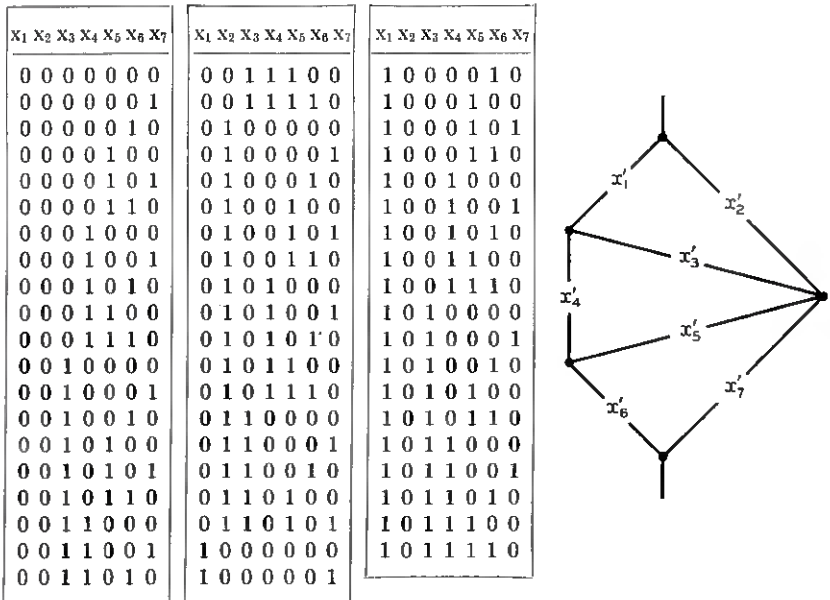 X1 X2 X3 X4 X5 X6 X7
0 0 0 0 0 0 0
0 0 0 0 0 0 1
0 0 0 0 0 1 0
0 0 0 0 1 0 0
0 0 0 0 1 0 1
0 0 0 0 1 1 0
0 0 0 1 0 0 0
0 0 0 1 0 0 1
0 0 0 1 0 1 0
0 0 0 1 1 0 0
0 0 0 1 1 1 0
0 0 1 0 0 0 0
0 0 1 0 0 0 1
0 0 1 0 0 1 0
0 0 1 0 1 0 0
0 0 1 0 1 0 1
0 0 1 0 1 1 0
0 0 1 1 0 0 0
0 0 1 1 0 0 1
0 0 1 1 0 1 0
X1 X2 X3 X4 X5 X6 X7
0 0 1 1 1 0 0
0 0 1 1 1 1 0
0 1 0 0 0 0 0
0 1 0 0 0 0 1
0 1 0 0 0 1 0
0 1 0 0 1 0 0
0 1 0 0 1 0 1
0 1 0 0 1 1 0
0 1 0 1 0 0 0
0 1 0 1 0 0 1
0 1 0 1 0 1 0
0 1 0 1 1 0 0
0 1 0 1 1 1 0
0 1 1 0 0 0 0
0 1 1 0 0 0 1
0 1 1 0 0 1 0
0 1 1 0 1 0 0
0 1 1 0 1 0 1
1 0 0 0 0 0 0
1 0 0 0 0 0 1
X1 X2 X3 X4 X5 X6 X7
1 0 0 0 0 1 0
1 0 0 0 1 0 0
1 0 0 0 1 0 1
1 0 0 0 1 1 0
1 0 0 1 0 0 0
1 0 0 1 0 0 1
1 0 0 1 0 1 0
1 0 0 1 1 0 0
1 0 0 1 1 1 0
1 0 1 0 0 0 0
1 0 1 0 0 0 1
1 0 1 0 0 1 0
1 0 1 0 1 0 0
1 0 1 0 1 1 0
1 0 1 1 0 0 0
1 0 1 1 0 0 1
1 0 1 1 0 1 0
1 0 1 1 1 0 0
1 0 1 1 1 1 0
x'1
x'2
x'3
x'4
x'5
x'6
x'7